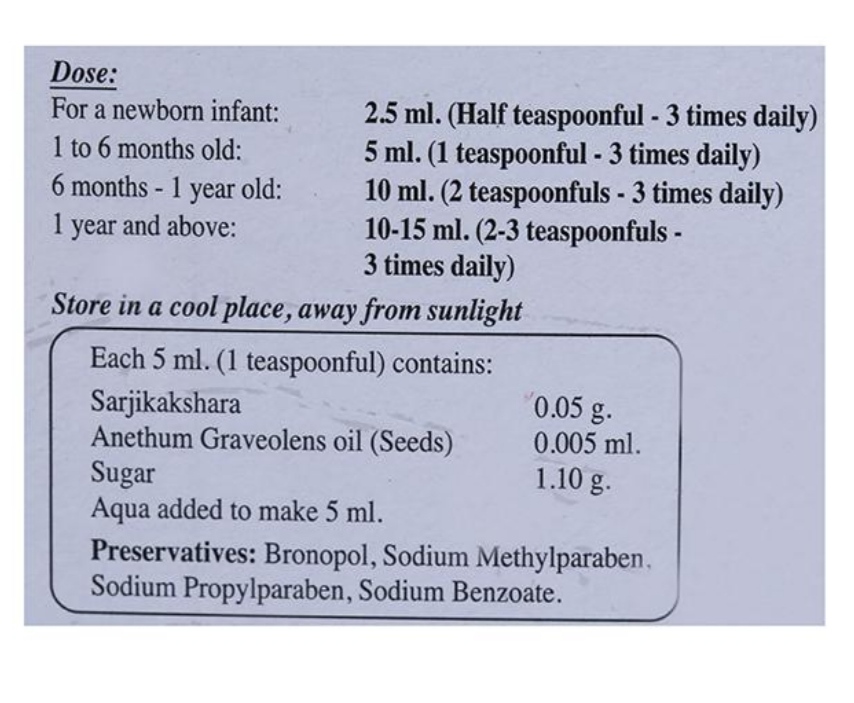 Dose:
For a newborn infant: 2.5 ml. (Half teaspoonful - 3 times daily)
1 to 6 months old: 5 ml. (1 teaspoonful - 3 times daily)
6 months - 1 year old: 10 ml. (2 teaspoonfuls - 3 times daily)
1 year and above: 10-15 ml. (2-3 teaspoonfuls -
3 times daily)
Store in a cool place, away from sunlight
Each 5 ml. (1 teaspoonful) contains:
Sarjikakshara 0.05 g.
Anethum Graveolens oil (Seeds) 0.005 ml.
Sugar 1.10 g.
Aqua added to make 5 ml.
Preservatives: Bronopol, Sodium Methylparaben,
Sodium Propylparaben, Sodium Benzoate.